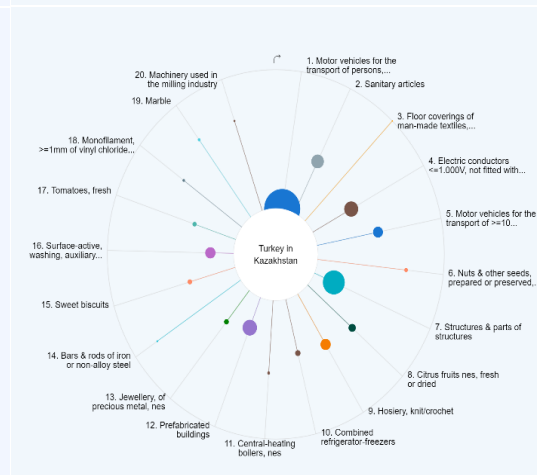 1. Motor vehicles for the
transport of persons,...
2. Sanitary articles
3. Floor coverings of
man-made textiles,...
4. Electric conductors
<=1.000V, not fitted with...
5. Motor vehicles for the
transport of >=10...
6. Nuts & other seeds,
prepared or preserved,..
7. Structures & parts of
structures
8. Citrus fruits nes, fresh
or dried
9. Hosiery, knit/crochet
10. Combined
refrigerator-freezers
11. Central-heating
boilers, nes
12. Prefabricated
buildings
13. Jewellery, of
precious metal, nes
14. Bars & rods of iron
or non-alloy steel
15. Sweet biscuits
16. Surface-active,
washing, auxiliary...
17. Tomatoes, fresh
18. Monofilament,
>=1mm of vinyl chloride...
19. Marble
20. Machinery used in
the milling industry
Turkey in
Kazakhstan